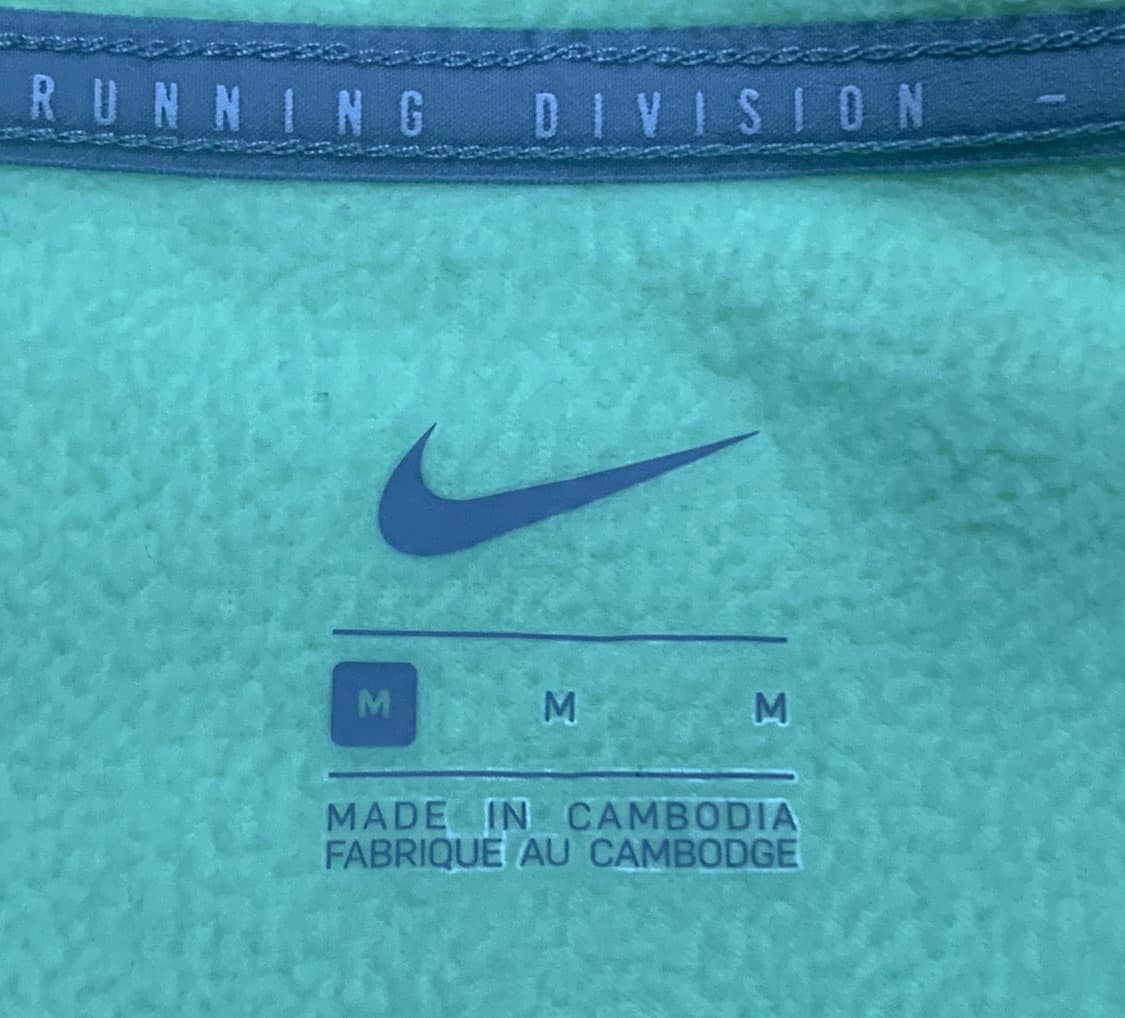 RUNNING DIVISION -
M M M
MADE IN CAMBODIA
FABRIQUE AU CAMBODGE